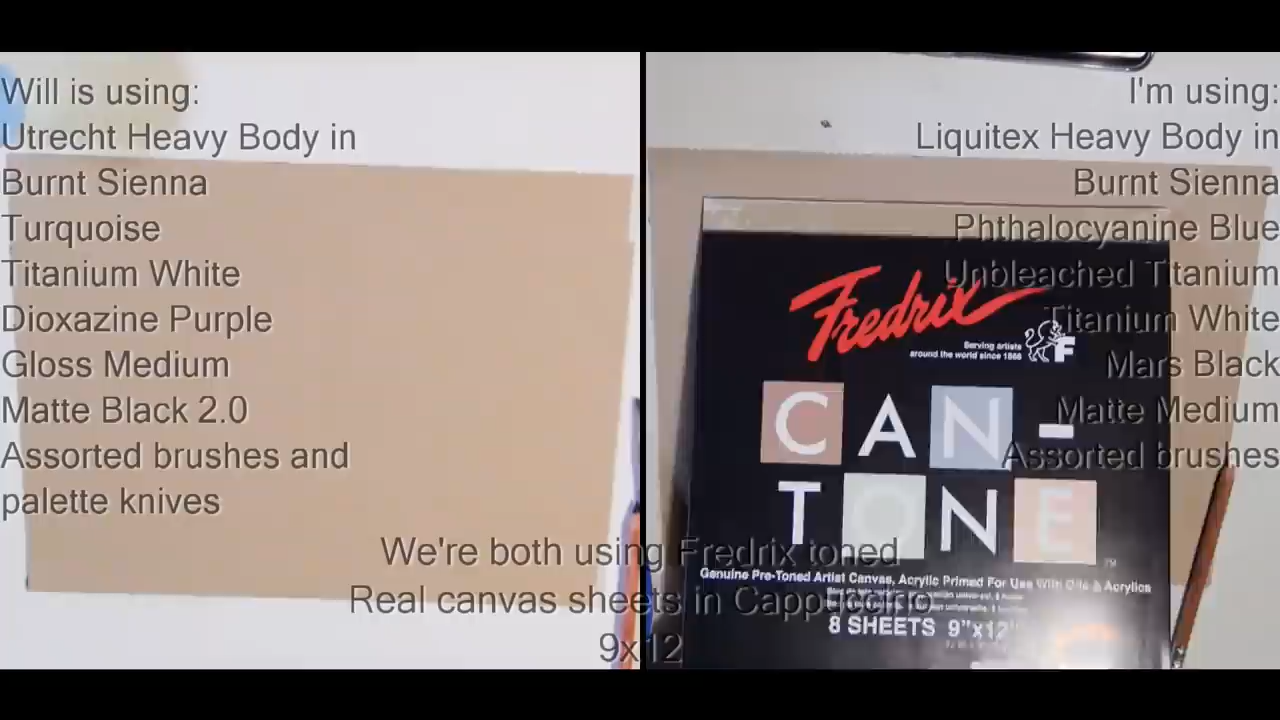 Will is using:
Utrecht Heavy Body in
Burnt Sienna
Turquoise
Titanium White
Dioxazine Purple
Gloss Medium
Matte Black 2.0
Assorted brushes and
palette knives
I'm using:
Liquitex Heavy Body in
Burnt Sienna
Phthalocyanine Blue
Unbleached Titanium
Titanium White
Mars Black
Matte Medium
Assorted brushes
We're both using Fredrix toned
Real canvas sheets in Cappuccino
9x12
Fredrix
Serving artists
around the world since 1868
F
CAN-
TONE
TM
Genuine Pre-Toned Artist Canvas, Acrylic Primed For Use With Oils & Acrylics
8 SHEETS 9"x12"